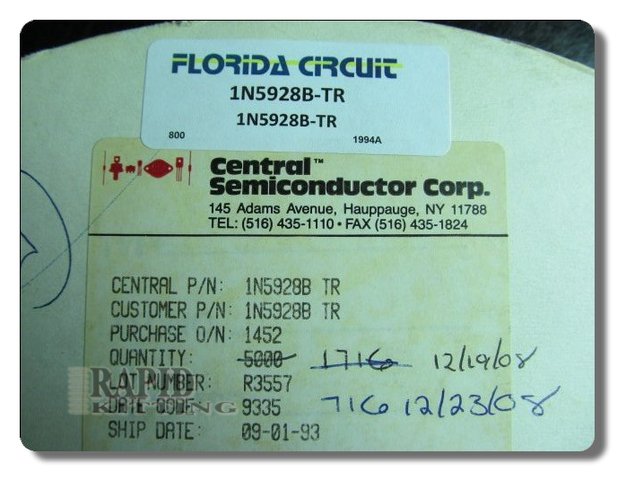 FLORIDA CIRCUIT
1N5928B-TR
1N5928B-TR
800 1994A
Central™
Semiconductor Corp.
145 Adams Avenue, Hauppauge, NY 11788
TEL: (516) 435-1110 • FAX (516) 435-1824
CENTRAL P/N: 1N5928B TR
CUSTOMER P/N: 1N5928B TR
PURCHASE O/N: 1452
QUANTITY: 5000 1716 12/19/08
RAPID
LOT NUMBER: R3557
KITTING
DATE CODE: 9335 716 12/23/08
SHIP DATE: 09-01-93